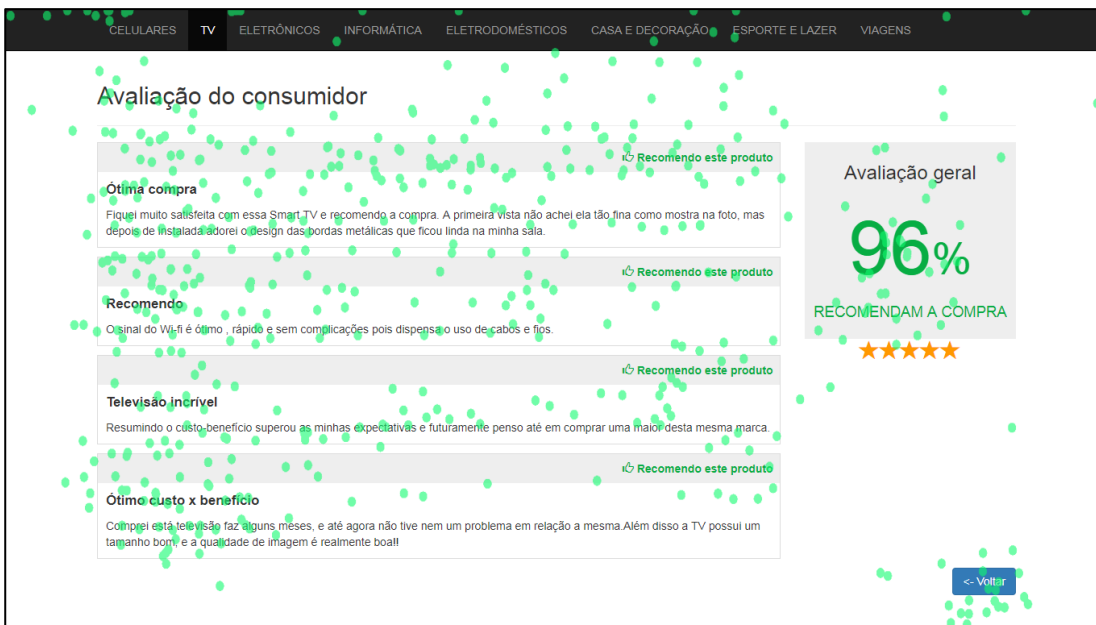 CELULARES TV ELETRÔNICOS INFORMÁTICA ELETRODOMÉSTICOS CASA E DECORAÇÃO ESPORTE E LAZER VIAGENS
Avaliação do consumidor
Recomendo este produto
Ótima compra
Fiquei muito satisfeita com essa Smart TV e recomendo a compra. A primeira vista não achei ela tão fina como mostra na foto, mas
depois de instalada adorei o design das bordas metálicas que ficou linda na minha sala.
Recomendo este produto
Recomendo
O sinal do Wi-fi é ótimo , rápido e sem complicações pois dispensa o uso de cabos e fios.
Recomendo este produto
Televisão incrível
Resumindo o custo-benefício superou as minhas expectativas e futuramente penso até em comprar uma maior desta mesma marca.
Recomendo este produto
Ótimo custo x benefício
Comprei está televisão faz alguns meses, e até agora não tive nem um problema em relação a mesma.Além disso a TV possui um
tamanho bom, e a qualidade de imagem é realmente boa!!
Avaliação geral
96%
RECOMENDAM A COMPRA
<- Voltar